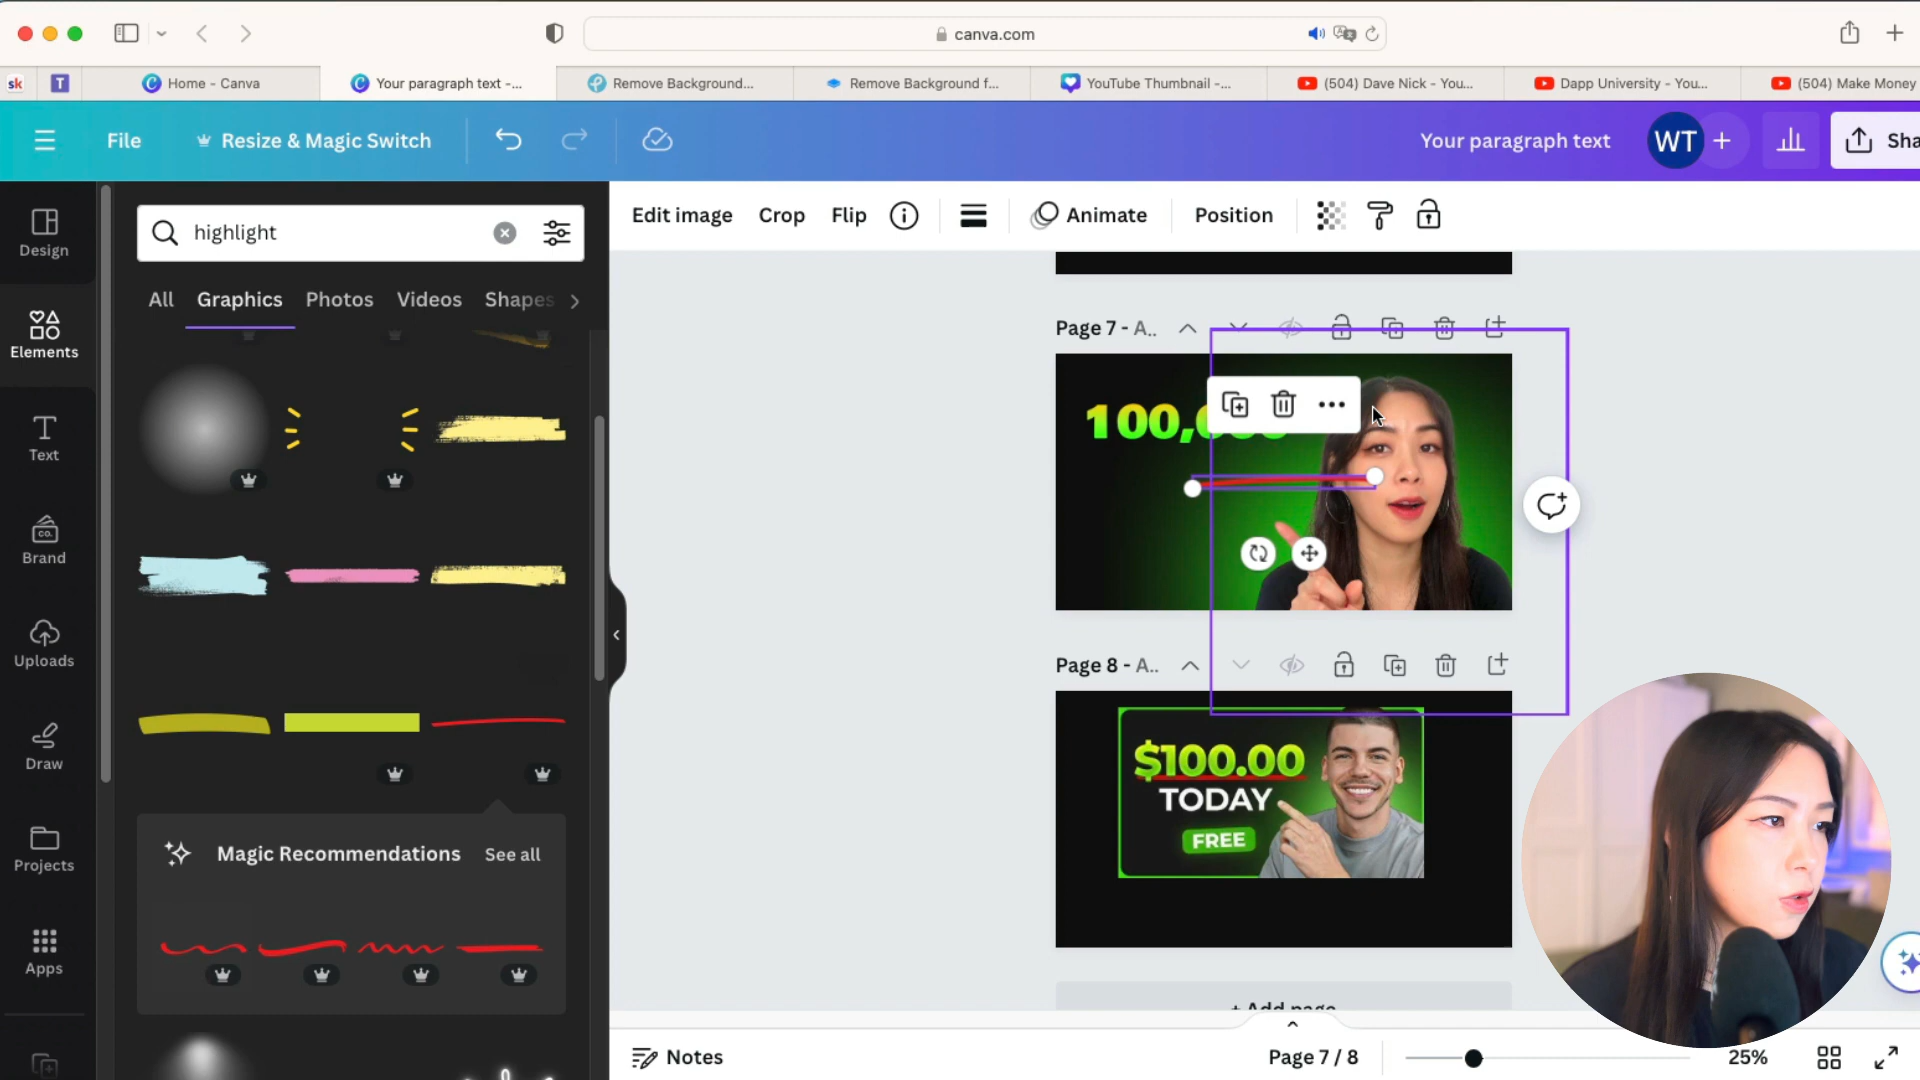 canva.com
sk
T
Home - Canva
Your paragraph text -...
Remove Background...
Remove Background f...
YouTube Thumbnail -...
(504) Dave Nick - You...
Dapp University - You...
(504) Make Money
File
Resize & Magic Switch
Your paragraph text
WT
Sha
Design
Elements
Text
Brand
co.
Uploads
Draw
Projects
Apps
highlight
All
Graphics
Photos
Videos
Shapes
Magic Recommendations
See all
Edit image
Crop
Flip
Animate
Position
Page 7 - A..
Page 8 - A..
$100.00
TODAY
FREE
+ Add page
Notes
Page 7 / 8
25%